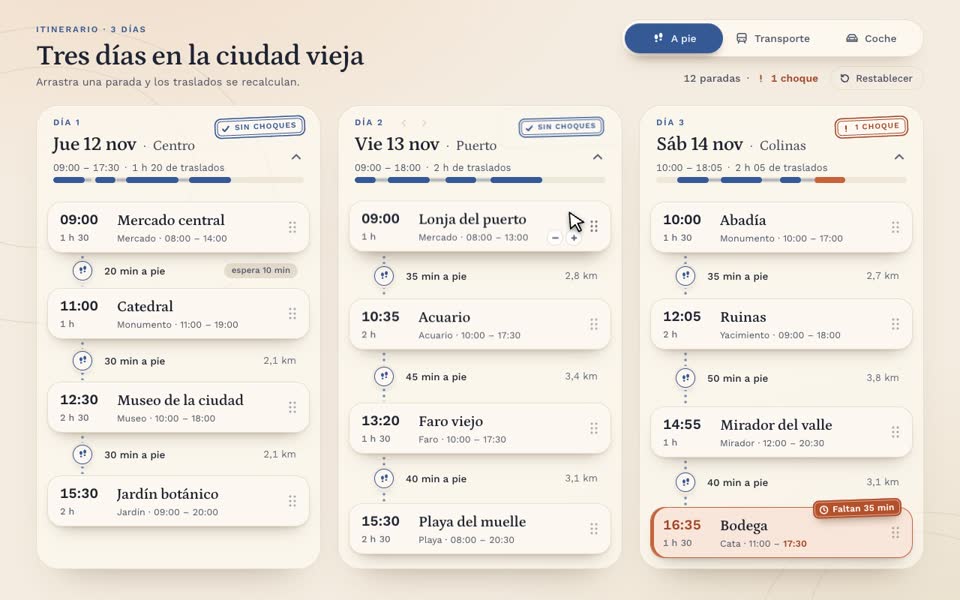 ITINERARIO · 3 DÍAS
Tres días en la ciudad vieja
Arrastra una parada y los traslados se recalculan.
A pie
Transporte
Coche
12 paradas · ! 1 choque
Restablecer
DÍA 1
SIN CHOQUES
Jue 12 nov · Centro
09:00 – 17:30 · 1 h 20 de traslados
09:00 Mercado central
1 h 30 Mercado · 08:00 – 14:00
20 min a pie espera 10 min
11:00 Catedral
1 h Monumento · 11:00 – 19:00
30 min a pie 2,1 km
12:30 Museo de la ciudad
2 h 30 Museo · 10:00 – 18:00
30 min a pie 2,1 km
15:30 Jardín botánico
2 h Jardín · 09:00 – 20:00
DÍA 2
SIN CHOQUES
Vie 13 nov · Puerto
09:00 – 18:00 · 2 h de traslados
09:00 Lonja del puerto
1 h Mercado · 08:00 – 13:00
35 min a pie 2,8 km
10:35 Acuario
2 h Acuario · 10:00 – 17:30
45 min a pie 3,4 km
13:20 Faro viejo
1 h 30 Faro · 10:00 – 17:30
40 min a pie 3,1 km
15:30 Playa del muelle
2 h 30 Playa · 08:00 – 20:30
DÍA 3
! 1 CHOQUE
Sáb 14 nov · Colinas
10:00 – 18:05 · 2 h 05 de traslados
10:00 Abadía
1 h 30 Monumento · 10:00 – 17:00
35 min a pie 2,7 km
12:05 Ruinas
2 h Yacimiento · 09:00 – 18:00
50 min a pie 3,8 km
14:55 Mirador del valle
1 h Mirador · 12:00 – 20:30
40 min a pie 3,1 km
Faltan 35 min
16:35 Bodega
1 h 30 Cata · 11:00 – 17:30